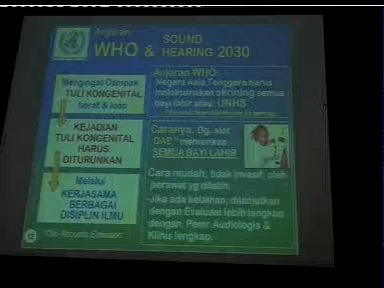 Anjuran
WHO & SOUND
HEARING 2030
Mengingat Dampak
TULI KONGENITAL
berat & luas
KEJADIAN
TULI KONGENITAL
HARUS
DITURUNKAN
Melalui
KERJASAMA
BERBAGAI
DISIPLIN ILMU
Anjuran WHO:
Negara Asia Tenggara harus
melaksanakan skrining semua
bayi lahir atau UNHS
Caranya: Dg. alat
OAE * memeriksa
SEMUA BAYI LAHIR
Cara mudah, tidak invasif, oleh
perawat yg dilatih.
-Jika ada kelainan, dilanjutkan
dengan Evaluasi lebih lengkap
dengan Pemr Audiologis &
Klinis lengkap.